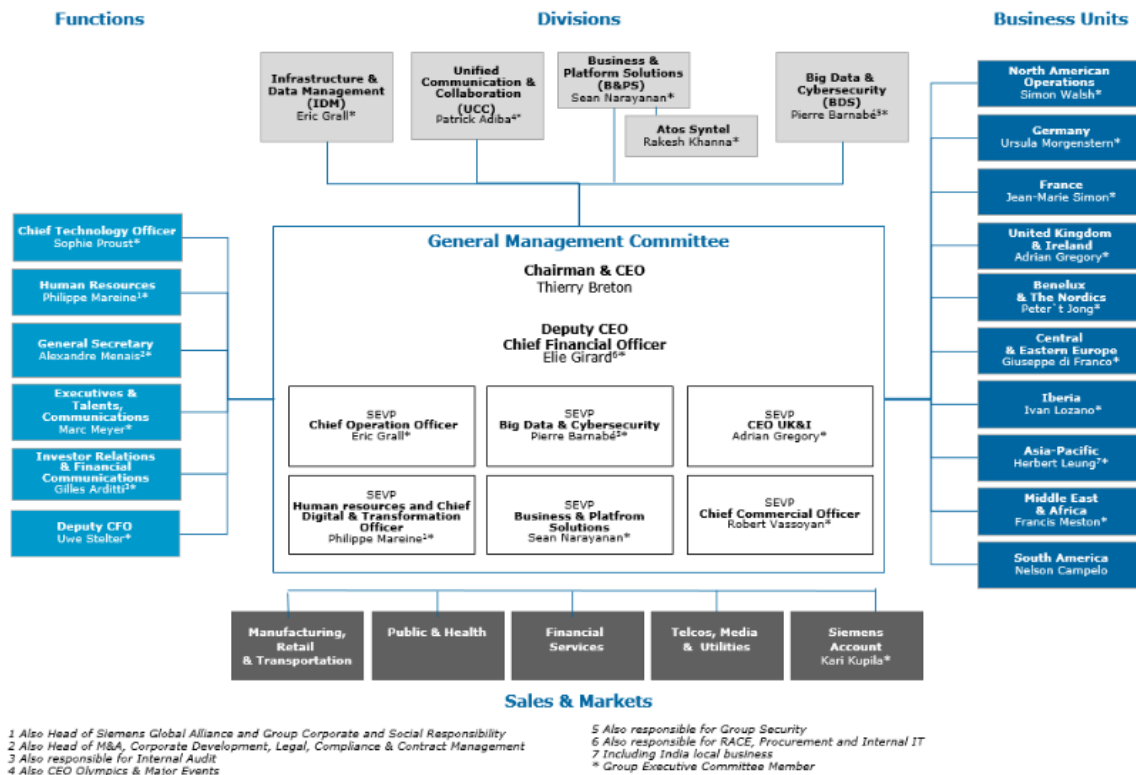 Functions
Divisions
Business Units
Infrastructure &
Data Management
(IDM)
Eric Grall*
Unified
Communication &
Collaboration
(UCC)
Patrick Adiba⁴*
Business &
Platform Solutions
(B&PS)
Sean Narayanan*
Atos Syntel
Rakesh Khanna*
Big Data &
Cybersecurity
(BDS)
Pierre Barnabé⁵*
Chief Technology Officer
Sophie Proust*
Human Resources
Philippe Mareine¹*
General Secretary
Alexandre Menais²*
Executives &
Talents,
Communications
Marc Meyer*
Investor Relations
& Financial
Communications
Gilles Arditti³*
Deputy CFO
Uwe Stelter*
General Management Committee
Chairman & CEO
Thierry Breton
Deputy CEO
Chief Financial Officer
Elie Girard⁶*
SEVP
Chief Operation Officer
Eric Grall*
SEVP
Big Data & Cybersecurity
Pierre Barnabé⁵*
SEVP
CEO UK&I
Adrian Gregory*
SEVP
Human resources and Chief
Digital & Transformation
Officer
Philippe Mareine¹*
SEVP
Business & Platfrom
Solutions
Sean Narayanan*
SEVP
Chief Commercial Officer
Robert Vassoyan*
North American
Operations
Simon Walsh*
Germany
Ursula Morgenstern*
France
Jean-Marie Simon*
United Kingdom
& Ireland
Adrian Gregory*
Benelux
& The Nordics
Peter`t Jong*
Central
& Eastern Europe
Giuseppe di Franco*
Iberia
Ivan Lozano*
Asia-Pacific
Herbert Leung⁷*
Middle East
& Africa
Francis Meston*
South America
Nelson Campelo
Manufacturing,
Retail
& Transportation
Public & Health
Financial
Services
Telcos, Media
& Utilities
Siemens
Account
Kari Kupila*
Sales & Markets
1 Also Head of Siemens Global Alliance and Group Corporate and Social Responsibility
2 Also Head of M&A, Corporate Development, Legal, Compliance & Contract Management
3 Also responsible for Internal Audit
4 Also CEO Olympics & Major Events
5 Also responsible for Group Security
6 Also responsible for RACE, Procurement and Internal IT
7 Including India local business
* Group Executive Committee Member